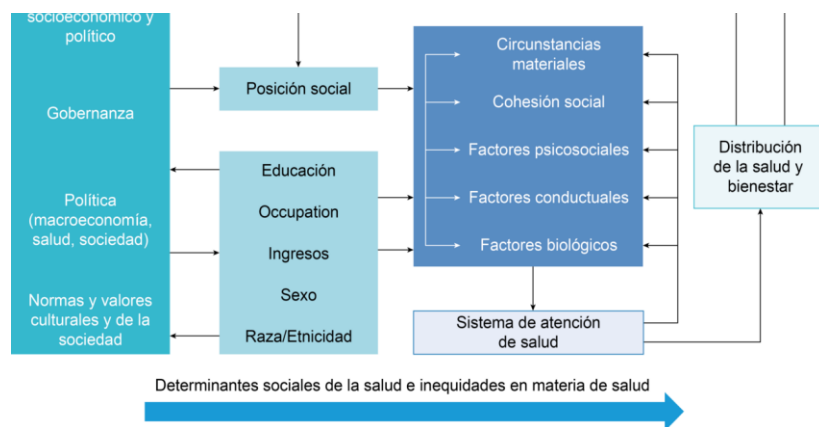 socioeconómico y
político
Gobernanza
Política
(macroeconomía,
salud, sociedad)
Normas y valores
culturales y de la
sociedad
Posición social
Educación
Occupation
Ingresos
Sexo
Raza/Etnicidad
Circunstancias
materiales
Cohesión social
Factores psicosociales
Factores conductuales
Factores biológicos
Sistema de atención
de salud
Distribución
de la salud y
bienestar
Determinantes sociales de la salud e inequidades en materia de salud